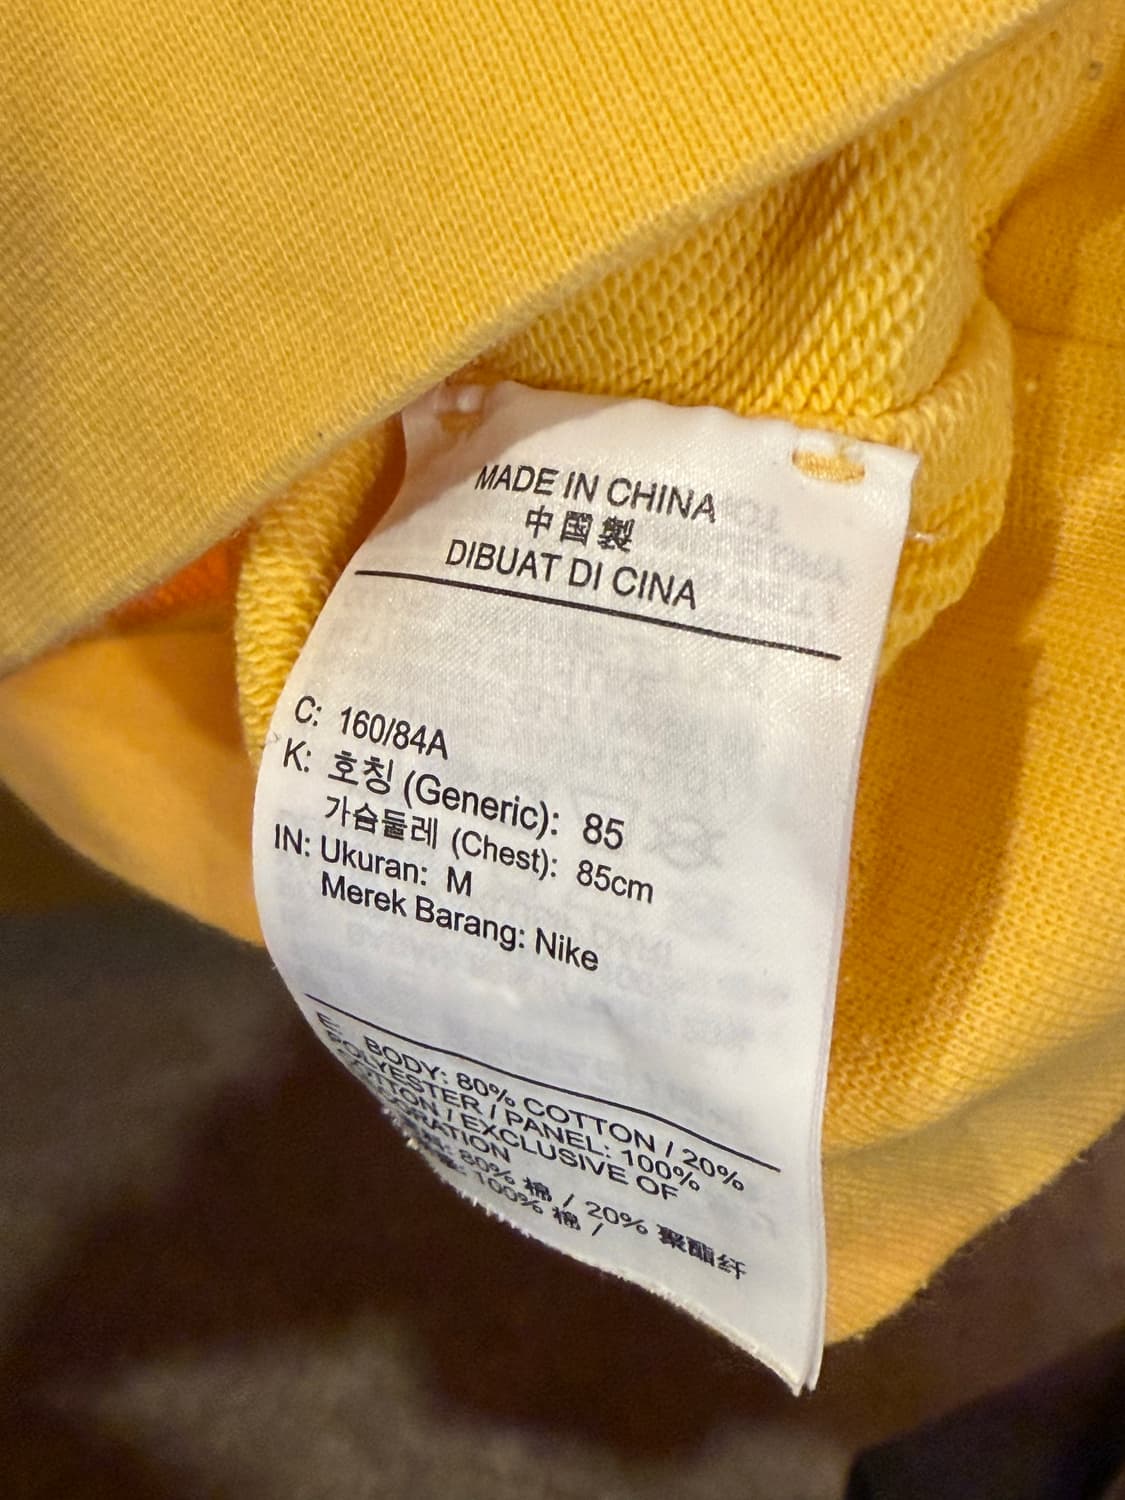 MADE IN CHINA
中国製
DIBUAT DI CINA
C: 160/84A
K: 호칭 (Generic): 85
가슴둘레 (Chest): 85cm
IN: Ukuran: M
Merek Barang: Nike
E: BODY: 80% COTTON / 20%
POLYESTER / PANEL: 100%
COTTON / EXCLUSIVE OF
80% 棉 / 20% 聚酯纤
100% 棉 /